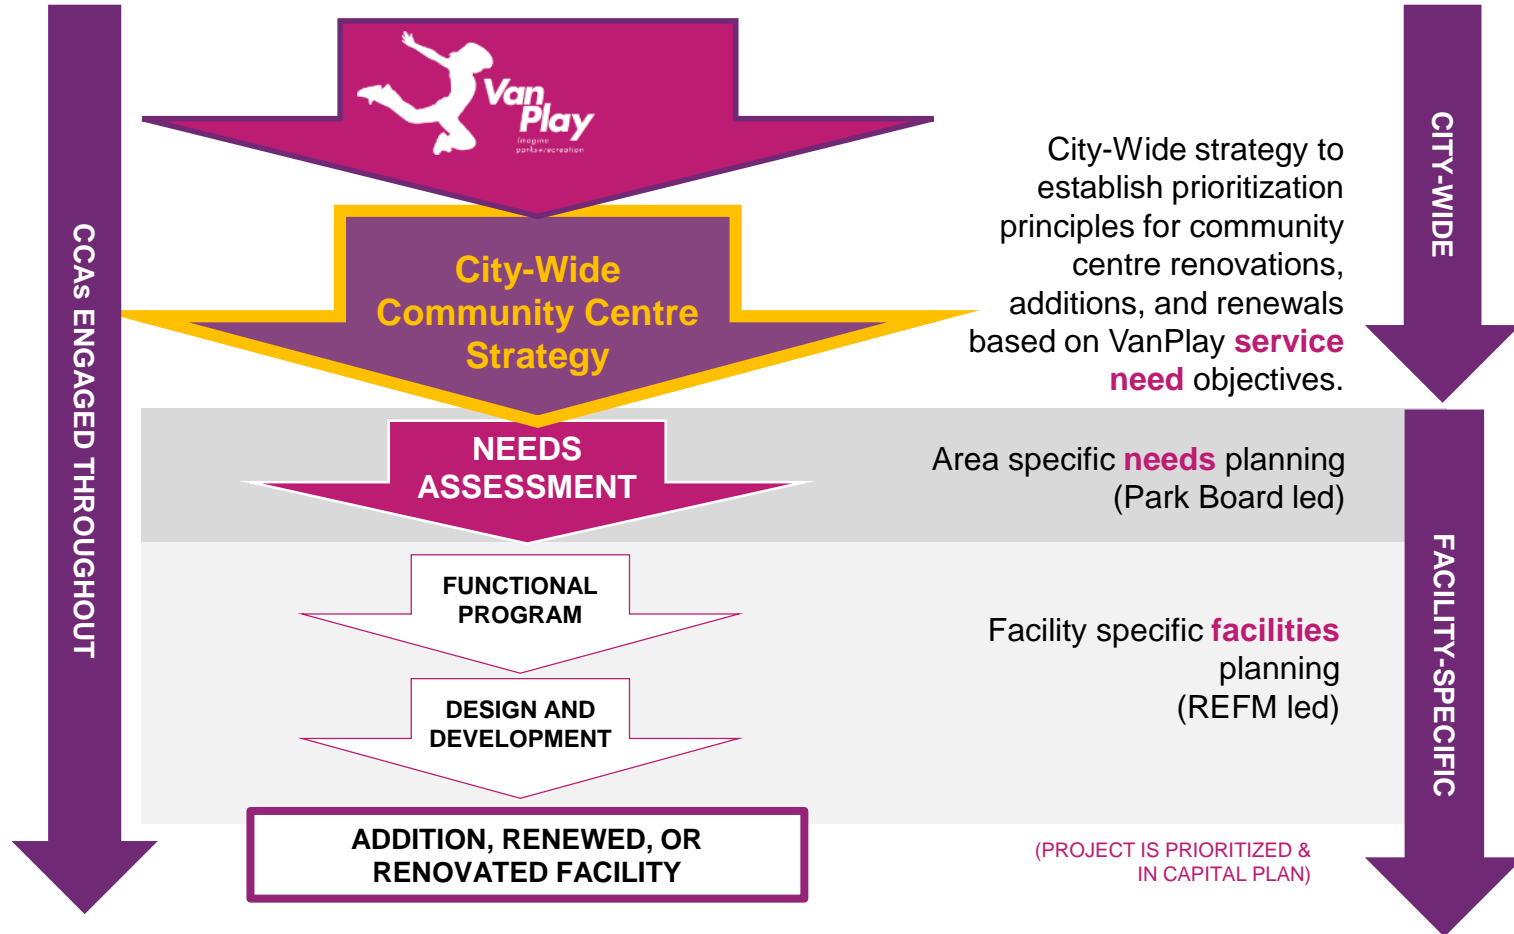 Van
Play
imagine
parks+recreation
CCAs ENGAGED THROUGHOUT
CITY-WIDE
City-Wide
Community Centre
Strategy
City-Wide strategy to
establish prioritization
principles for community
centre renovations,
additions, and renewals
based on VanPlay service
need objectives.
NEEDS
ASSESSMENT
Area specific needs planning
(Park Board led)
FACILITY-SPECIFIC
FUNCTIONAL
PROGRAM
Facility specific facilities
planning
(REFM led)
DESIGN AND
DEVELOPMENT
ADDITION, RENEWED, OR
RENOVATED FACILITY
(PROJECT IS PRIORITIZED &
IN CAPITAL PLAN)